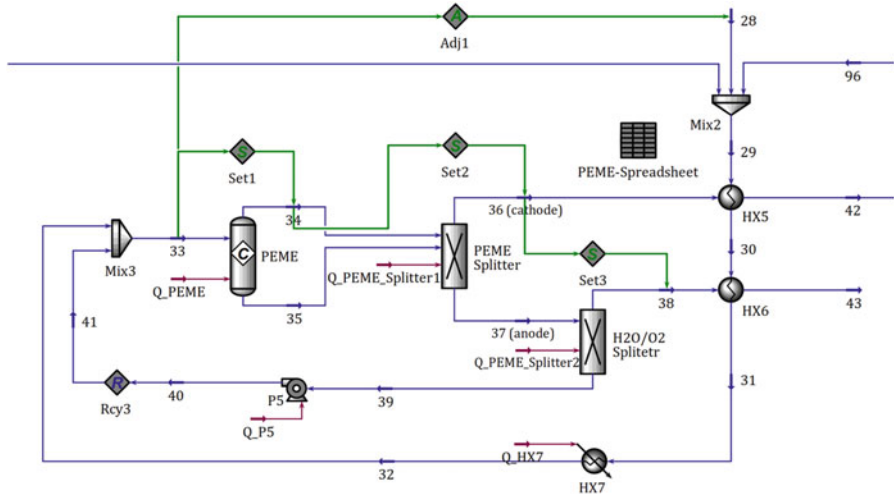 A
Adj1
28
96
Mix2
S
Set1
S
Set2
PEME-Spreadsheet
29
34
36 (cathode)
HX5
42
Mix3
33
C
PEME
PEME
Splitter
30
Q_PEME
Q_PEME_Splitter1
S
Set3
35
38
HX6
43
41
37 (anode)
H2O/O2
Splitetr
Q_PEME_Splitter2
31
R
Rcy3
40
P5
39
Q_P5
Q_HX7
32
HX7